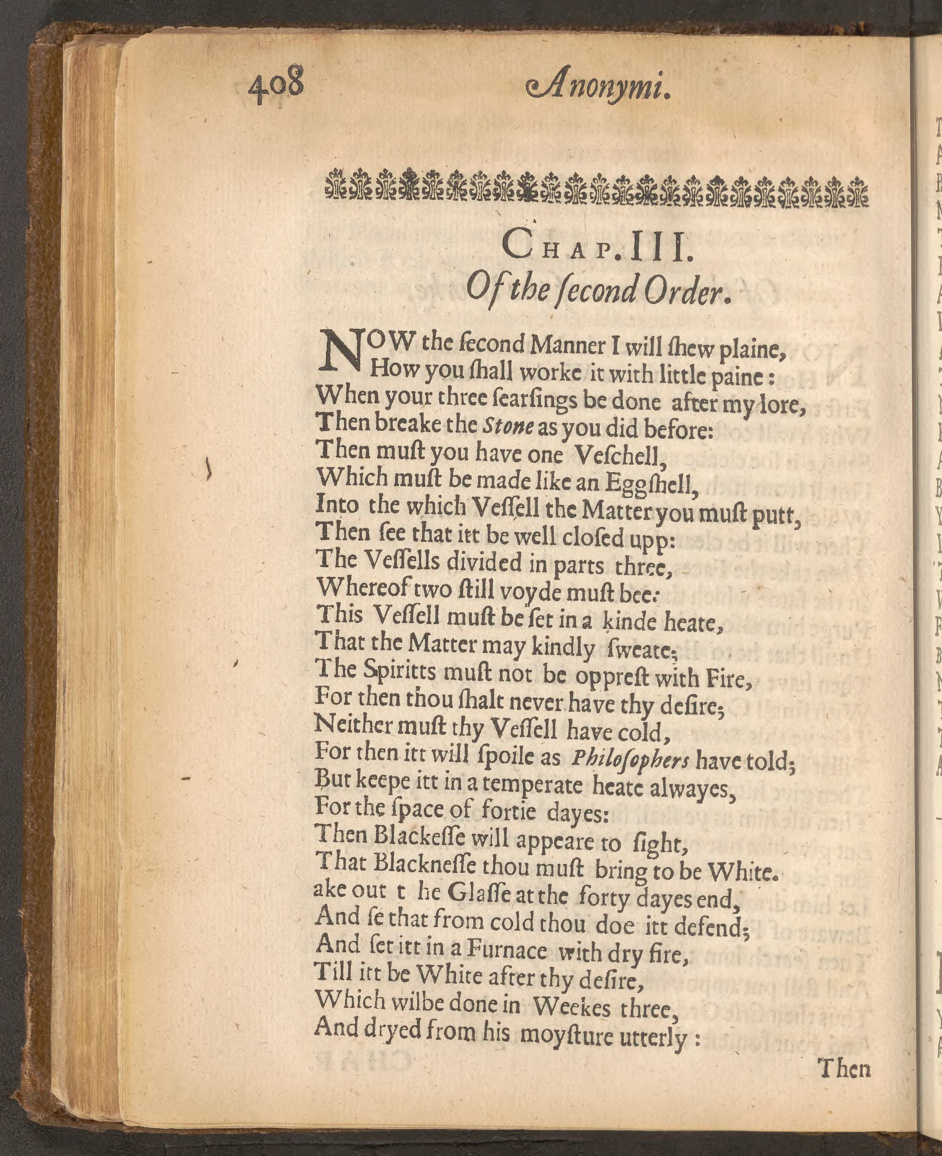 408 Anonymi.
CHAP. III.
Of the ſecond Order.
NOW the ſecond Manner I will ſhew plaine,
How you ſhall worke it with little paine:
When your three ſearſings be done after my lore,
Then breake the Stone as you did before:
Then muſt you have one Veſchell,
Which muſt be made like an Eggſhell,
Into the which Veſſell the Matter you muſt putt,
Then ſee that itt be well cloſed upp:
The Veſſells divided in parts three,
Whereof two ſtill voyde muſt bee:
This Veſſell muſt be ſet in a kinde heate,
That the Matter may kindly ſweate;
The Spiritts muſt not be oppreſt with Fire,
For then thou ſhalt never have thy deſire;
Neither muſt thy Veſſell have cold,
For then itt will ſpoile as Philoſophers have told;
But keepe itt in a temperate heate alwayes,
For the ſpace of fortie dayes:
Then Blackeſſe will appeare to ſight,
That Blackneſſe thou muſt bring to be White.
ake out t he Glaſſe at the forty dayes end,
And ſe that from cold thou doe itt defend;
And ſet itt in a Furnace with dry fire,
Till itt be White after thy deſire,
Which wilbe done in Weekes three,
And dryed from his moyſture utterly:
Then